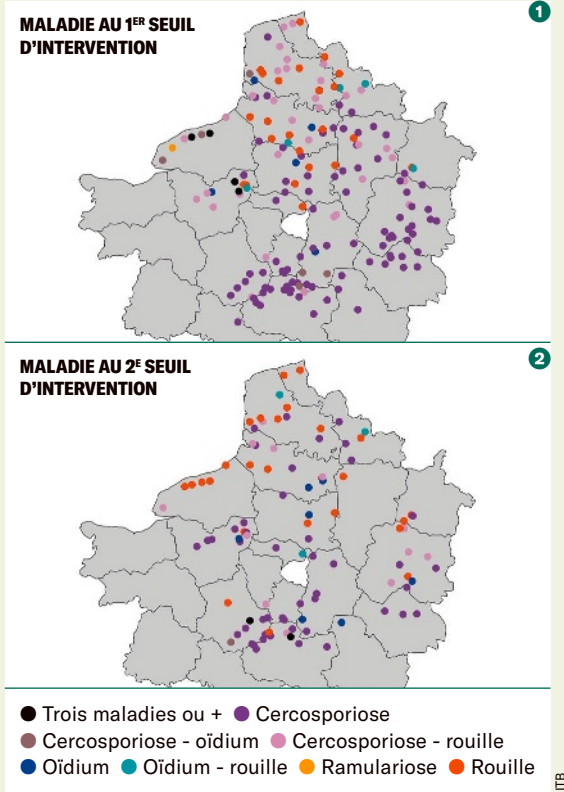 MALADIE AU 1ER SEUIL
D'INTERVENTION
1
MALADIE AU 2E SEUIL
D'INTERVENTION
2
Trois maladies ou + Cercosporiose
Cercosporiose - oïdium Cercosporiose - rouille
Oïdium Oïdium - rouille Ramulariose Rouille
ITB